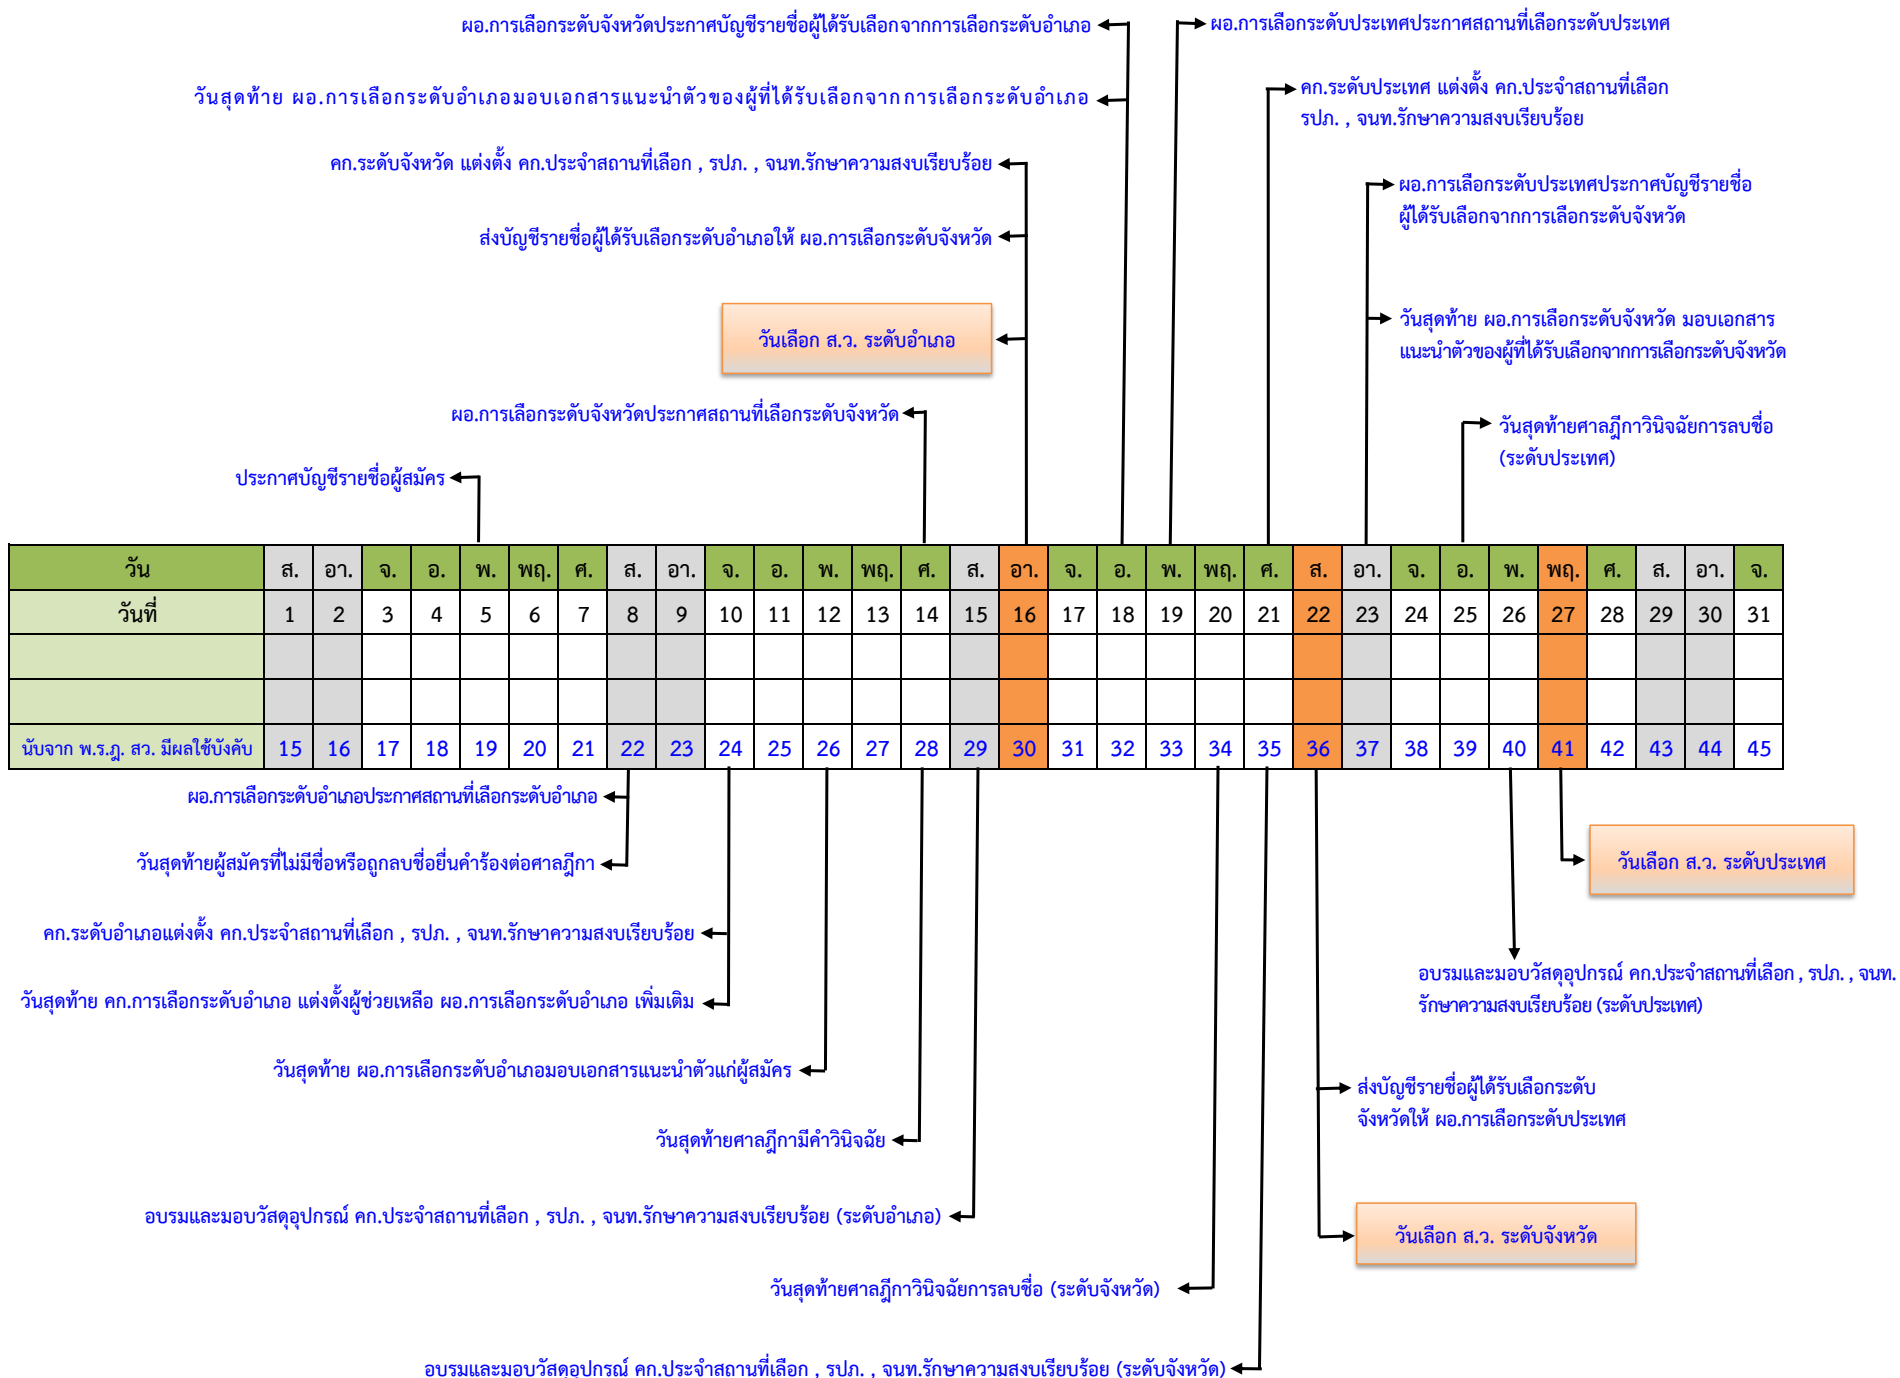 ผอ.การเลือกระดับจังหวัดประกาศบัญชีรายชื่อผู้ได้รับเลือกจากการเลือกระดับอำเภอ
ผอ.การเลือกระดับประเทศประกาศสถานที่เลือกระดับประเทศ
วันสุดท้าย ผอ.การเลือกระดับอำเภอมอบเอกสารแนะนำตัวของผู้ที่ได้รับเลือกจากการเลือกระดับอำเภอ
คก.ระดับประเทศ แต่งตั้ง คก.ประจำสถานที่เลือก
รปภ. , จนท.รักษาความสงบเรียบร้อย
คก.ระดับจังหวัด แต่งตั้ง คก.ประจำสถานที่เลือก , รปภ. , จนท.รักษาความสงบเรียบร้อย
ผอ.การเลือกระดับประเทศประกาศบัญชีรายชื่อ
ผู้ได้รับเลือกจากการเลือกระดับจังหวัด
ส่งบัญชีรายชื่อผู้ได้รับเลือกระดับอำเภอให้ ผอ.การเลือกระดับจังหวัด
วันเลือก ส.ว. ระดับอำเภอ
วันสุดท้าย ผอ.การเลือกระดับจังหวัด มอบเอกสาร
แนะนำตัวของผู้ที่ได้รับเลือกจากการเลือกระดับจังหวัด
ผอ.การเลือกระดับจังหวัดประกาศสถานที่เลือกระดับจังหวัด
วันสุดท้ายศาลฎีกาวินิจฉัยการลบชื่อ
(ระดับประเทศ)
ประกาศบัญชีรายชื่อผู้สมัคร
วัน ส. อา. จ. อ. พ. พฤ. ศ. ส. อา. จ. อ. พ. พฤ. ศ. ส. อา. จ. อ. พ. พฤ. ศ. ส. อา. จ. อ. พ. พฤ. ศ. ส. อา. จ.
วันที่ 1 2 3 4 5 6 7 8 9 10 11 12 13 14 15 16 17 18 19 20 21 22 23 24 25 26 27 28 29 30 31
นับจาก พ.ร.ฎ. สว. มีผลใช้บังคับ 15 16 17 18 19 20 21 22 23 24 25 26 27 28 29 30 31 32 33 34 35 36 37 38 39 40 41 42 43 44 45
ผอ.การเลือกระดับอำเภอประกาศสถานที่เลือกระดับอำเภอ
วันสุดท้ายผู้สมัครที่ไม่มีชื่อหรือถูกลบชื่อยื่นคำร้องต่อศาลฎีกา
วันเลือก ส.ว. ระดับประเทศ
คก.ระดับอำเภอแต่งตั้ง คก.ประจำสถานที่เลือก , รปภ. , จนท.รักษาความสงบเรียบร้อย
อบรมและมอบวัสดุอุปกรณ์ คก.ประจำสถานที่เลือก , รปภ. , จนท.
รักษาความสงบเรียบร้อย (ระดับประเทศ)
วันสุดท้าย คก.การเลือกระดับอำเภอ แต่งตั้งผู้ช่วยเหลือ ผอ.การเลือกระดับอำเภอ เพิ่มเติม
วันสุดท้าย ผอ.การเลือกระดับอำเภอมอบเอกสารแนะนำตัวแก่ผู้สมัคร
ส่งบัญชีรายชื่อผู้ได้รับเลือกระดับ
จังหวัดให้ ผอ.การเลือกระดับประเทศ
วันสุดท้ายศาลฎีกามีคำวินิจฉัย
อบรมและมอบวัสดุอุปกรณ์ คก.ประจำสถานที่เลือก , รปภ. , จนท.รักษาความสงบเรียบร้อย (ระดับอำเภอ)
วันเลือก ส.ว. ระดับจังหวัด
วันสุดท้ายศาลฎีกาวินิจฉัยการลบชื่อ (ระดับจังหวัด)
อบรมและมอบวัสดุอุปกรณ์ คก.ประจำสถานที่เลือก , รปภ. , จนท.รักษาความสงบเรียบร้อย (ระดับจังหวัด)